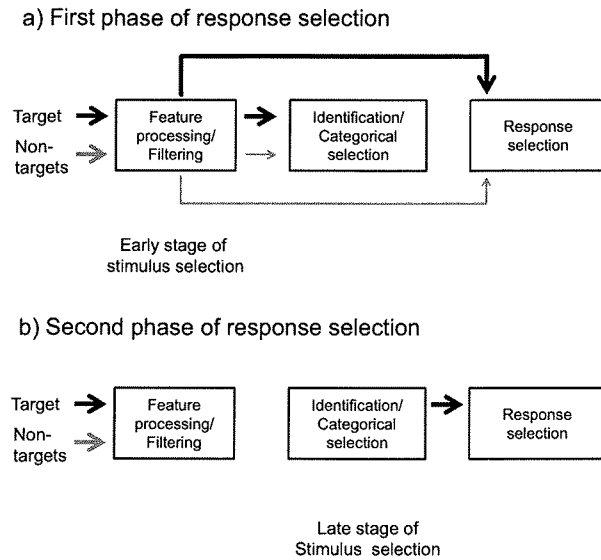 a) First phase of response selection
Target
Non-
targets
Feature
processing/
Filtering
Identification/
Categorical
selection
Response
selection
Early stage of
stimulus selection
b) Second phase of response selection
Target
Non-
targets
Feature
processing/
Filtering
Identification/
Categorical
selection
Response
selection
Late stage of
Stimulus selection